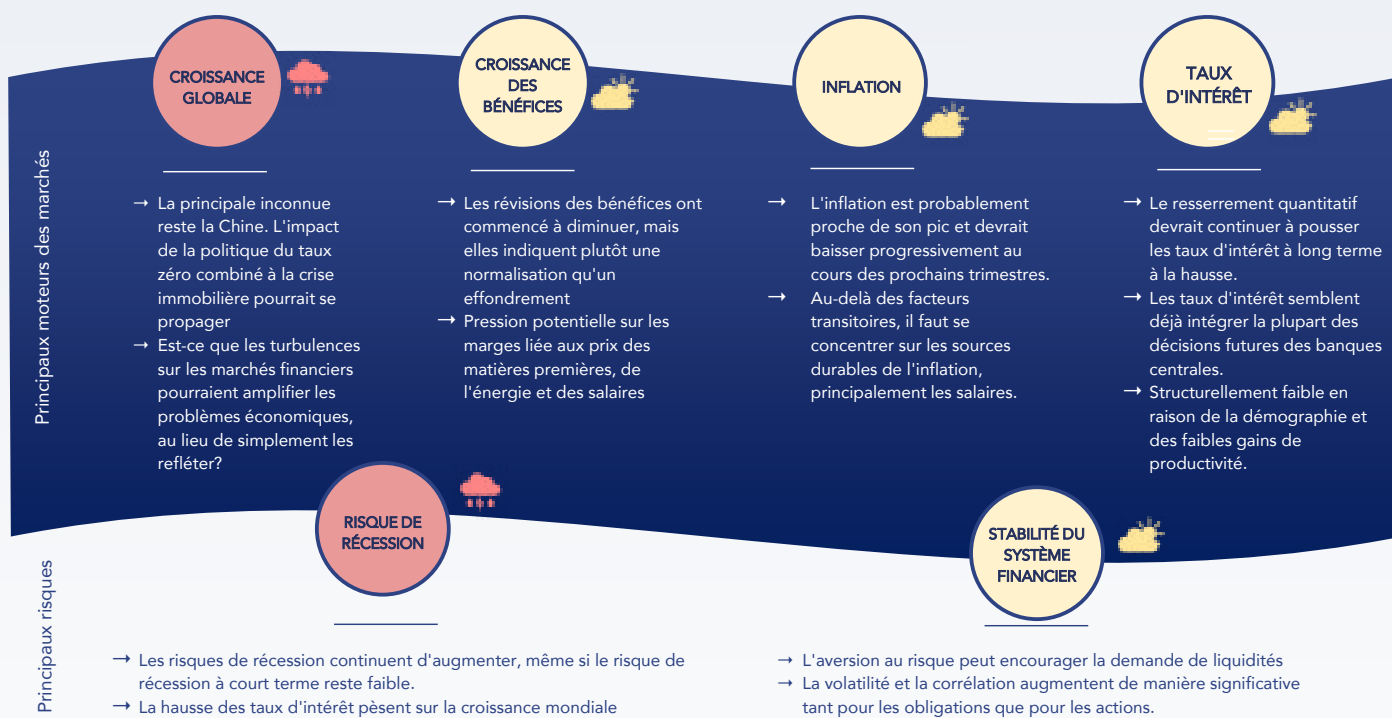 Principaux moteurs des marchés
CROISSANCE
GLOBALE
→ La principale inconnue
reste la Chine. L'impact
de la politique du taux
zéro combiné à la crise
immobilière pourrait se
propager
→ Est-ce que les turbulences
sur les marchés financiers
pourraient amplifier les
problèmes économiques,
au lieu de simplement les
refléter?
CROISSANCE
DES
BÉNÉFICES
→ Les révisions des bénéfices ont
commencé à diminuer, mais
elles indiquent plutôt une
normalisation qu'un
effondrement
→ Pression potentielle sur les
marges liée aux prix des
matières premières, de
l'énergie et des salaires
INFLATION
→ L'inflation est probablement
proche de son pic et devrait
baisser progressivement au
cours des prochains trimestres.
→ Au-delà des facteurs
transitoires, il faut se
concentrer sur les sources
durables de l'inflation,
principalement les salaires.
TAUX
D'INTÉRÊT
→ Le resserrement quantitatif
devrait continuer à pousser
les taux d'intérêt à long terme
à la hausse.
→ Les taux d'intérêt semblent
déjà intégrer la plupart des
décisions futures des banques
centrales.
→ Structurellement faible en
raison de la démographie et
des faibles gains de
productivité.
Principaux risques
RISQUE DE
RÉCESSION
→ Les risques de récession continuent d'augmenter, même si le risque de
récession à court terme reste faible.
→ La hausse des taux d'intérêt pèsent sur la croissance mondiale
STABILITÉ DU
SYSTÈME
FINANCIER
→ L'aversion au risque peut encourager la demande de liquidités
→ La volatilité et la corrélation augmentent de manière significative
tant pour les obligations que pour les actions.